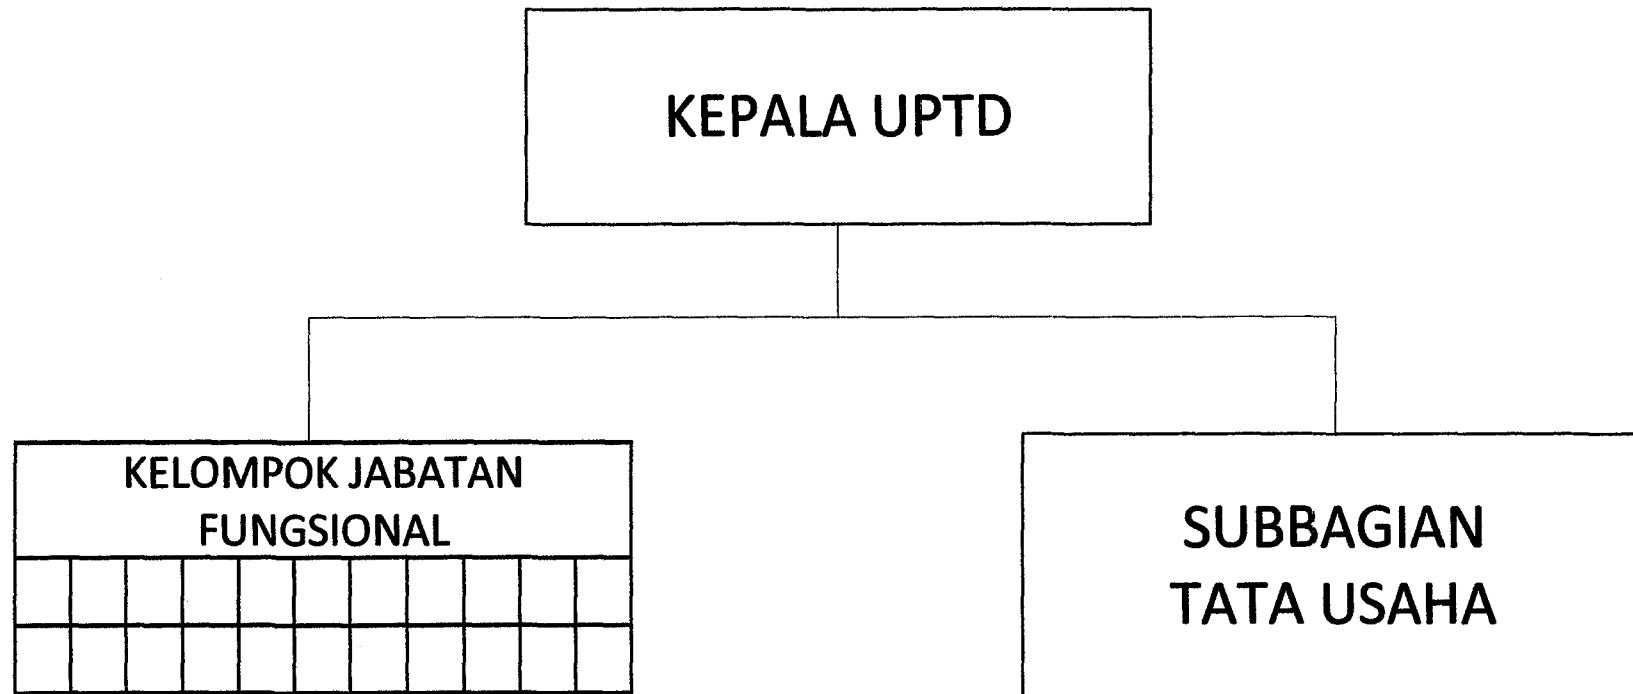 KEPALA UPTD
KELOMPOK JABATAN
FUNGSIONAL
SUBBAGIAN
TATA USAHA